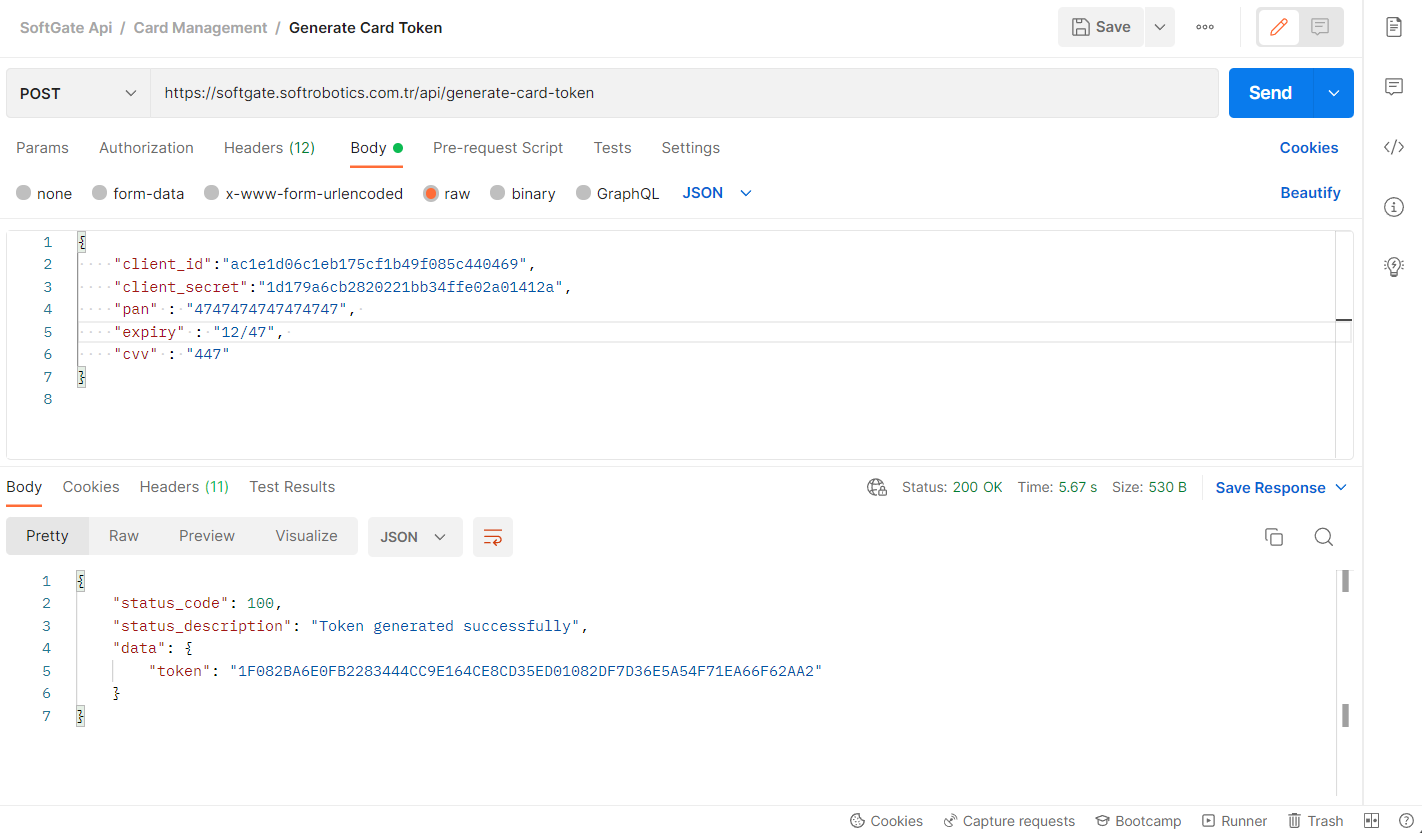 SoftGate Api / Card Management / Generate Card Token
Save
POST
https://softgate.softrobotics.com.tr/api/generate-card-token
Send
Params Authorization Headers (12) Body Pre-request Script Tests Settings Cookies
none form-data x-www-form-urlencoded raw binary GraphQL JSON Beautify
1 {
2 ····"client_id":"ac1e1d06c1eb175cf1b49f085c440469",
3 ····"client_secret":"1d179a6cb2820221bb34ffe02a01412a",
4 ····"pan"·:·"4747474747474747",·
5 ····"expiry"·:·"12/47",·
6 ····"cvv"·:·"447"
7 }
8
Body Cookies Headers (11) Test Results Status: 200 OK Time: 5.67 s Size: 530 B Save Response
Pretty Raw Preview Visualize JSON
1 {
2 "status_code": 100,
3 "status_description": "Token generated successfully",
4 "data": {
5 "token": "1F082BA6E0FB2283444CC9E164CE8CD35ED01082DF7D36E5A54F71EA66F62AA2"
6 }
7 }
Cookies Capture requests Bootcamp Runner Trash